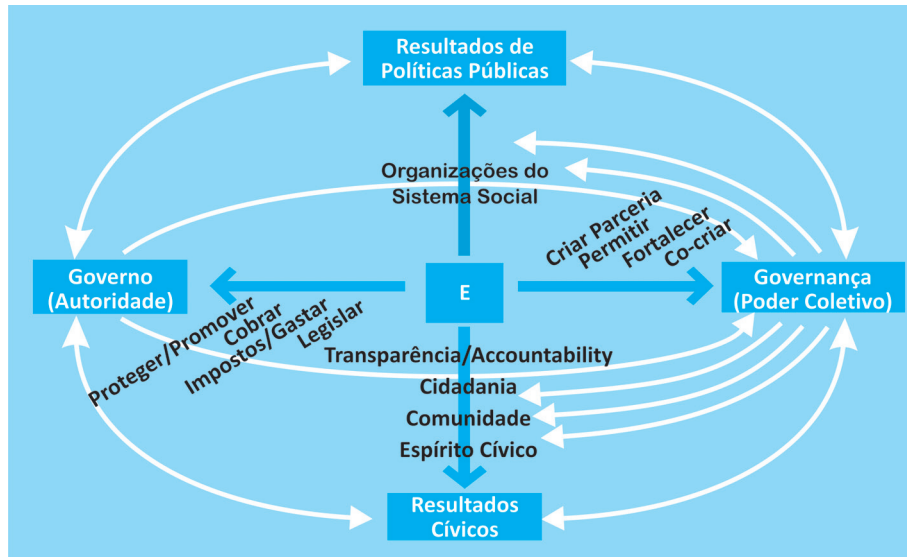 Resultados de
Políticas Públicas
Organizações do
Sistema Social
Criar Parceria
Permitir
Fortalecer
Co-criar
Governo
(Autoridade)
E
Governança
(Poder Coletivo)
Proteger/Promover
Cobrar
Impostos/Gastar
Legislar
Transparência/Accountability
Cidadania
Comunidade
Espírito Cívico
Resultados
Cívicos